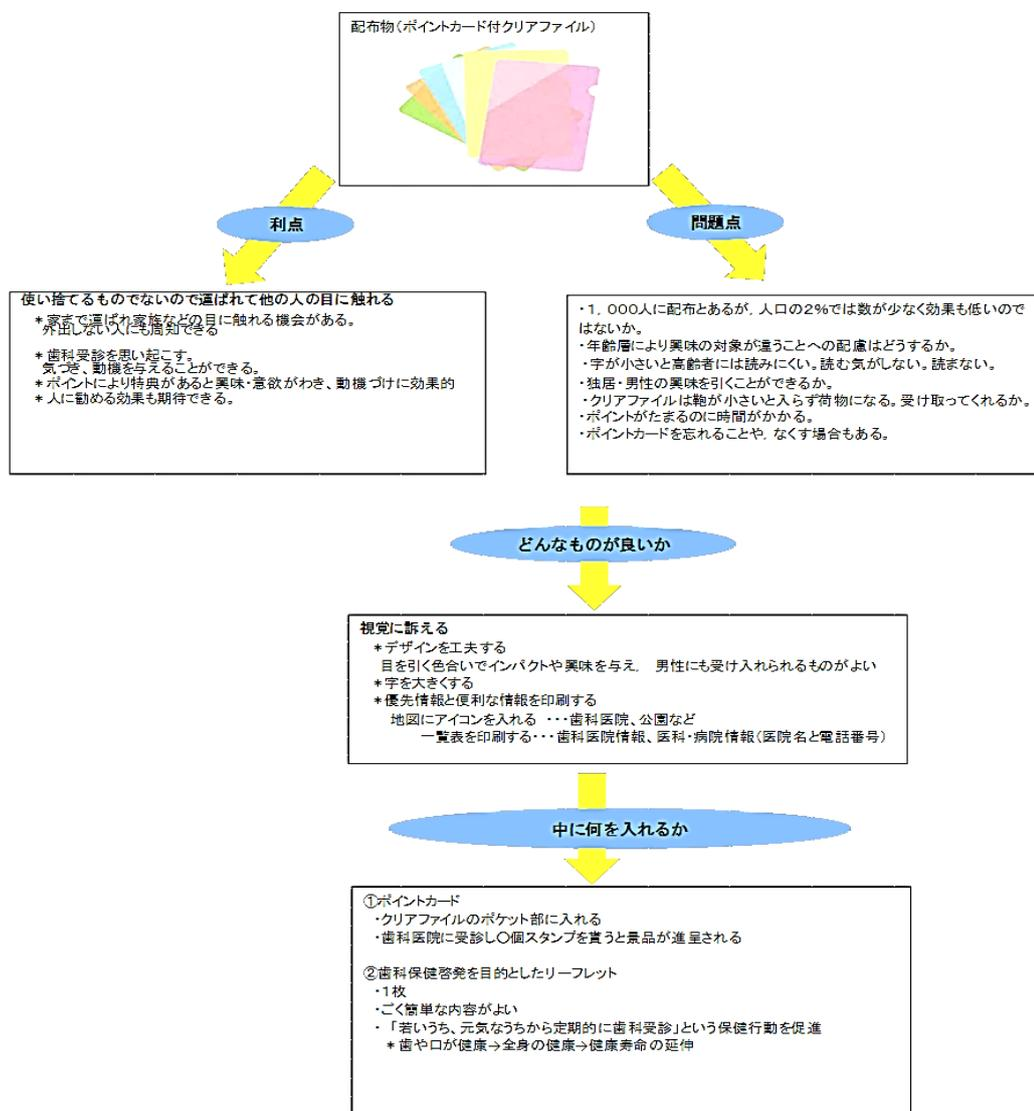 配布物（ポイントカード付クリアファイル）
利点
問題点
使い捨てるものでないので運ばれて他の人の目に触れる
＊家まで運ばれ家族などの目に触れる機会がある。
外出しない人にも周知できる
＊歯科受診を思い起こす。
気づき、動機を与えることができる。
＊ポイントにより特典があると興味・意欲がわき、動機づけに効果的
＊人に勧める効果も期待できる。
・１，０００人に配布とあるが，人口の２％では数が少なく効果も低いので
はないか。
・年齢層により興味の対象が違うことへの配慮はどうするか。
・字が小さいと高齢者には読みにくい。読む気がしない。読まない。
・独居・男性の興味を引くことができるか。
・クリアファイルは鞄が小さいと入らず荷物になる。受け取ってくれるか。
・ポイントがたまるのに時間がかかる。
・ポイントカードを忘れることや，なくす場合もある。
どんなものが良いか
視覚に訴える
＊デザインを工夫する
目を引く色合いでインパクトや興味を与え，　男性にも受け入れられるものがよい
＊字を大きくする
＊優先情報と便利な情報を印刷する
地図にアイコンを入れる　・・・歯科医院、公園など
一覧表を印刷する・・・歯科医院情報、医科・病院情報（医院名と電話番号）
中に何を入れるか
①ポイントカード
・クリアファイルのポケット部に入れる
・歯科医院に受診し〇個スタンプを貰うと景品が進呈される
②歯科保健啓発を目的としたリーフレット
・１枚
・ごく簡単な内容がよい
・「若いうち、元気なうちから定期的に歯科受診」という保健行動を促進
＊歯や口が健康→全身の健康→健康寿命の延伸